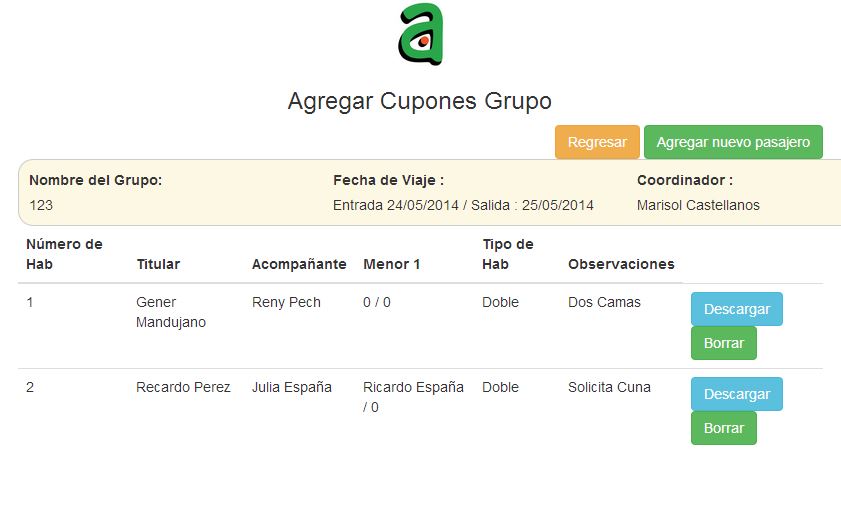 a
Agregar Cupones Grupo
Regresar Agregar nuevo pasajero
Nombre del Grupo: Fecha de Viaje : Coordinador :
123 Entrada 24/05/2014 / Salida : 25/05/2014 Marisol Castellanos
Número de Tipo de
Hab Titular Acompañante Menor 1 Hab Observaciones
1 Gener Reny Pech 0 / 0 Doble Dos Camas Descargar
Mandujano
Borrar
2 Recardo Perez Julia España Ricardo España Doble Solicita Cuna Descargar
/ 0
Borrar